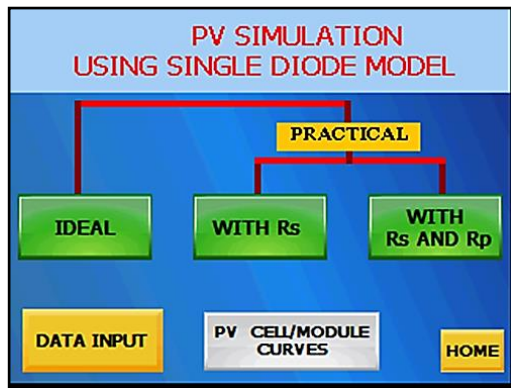 PV SIMULATION
USING SINGLE DIODE MODEL
PRACTICAL
IDEAL
WITH Rs
WITH
Rs AND Rp
DATA INPUT
PV CELL/MODULE
CURVES
HOME